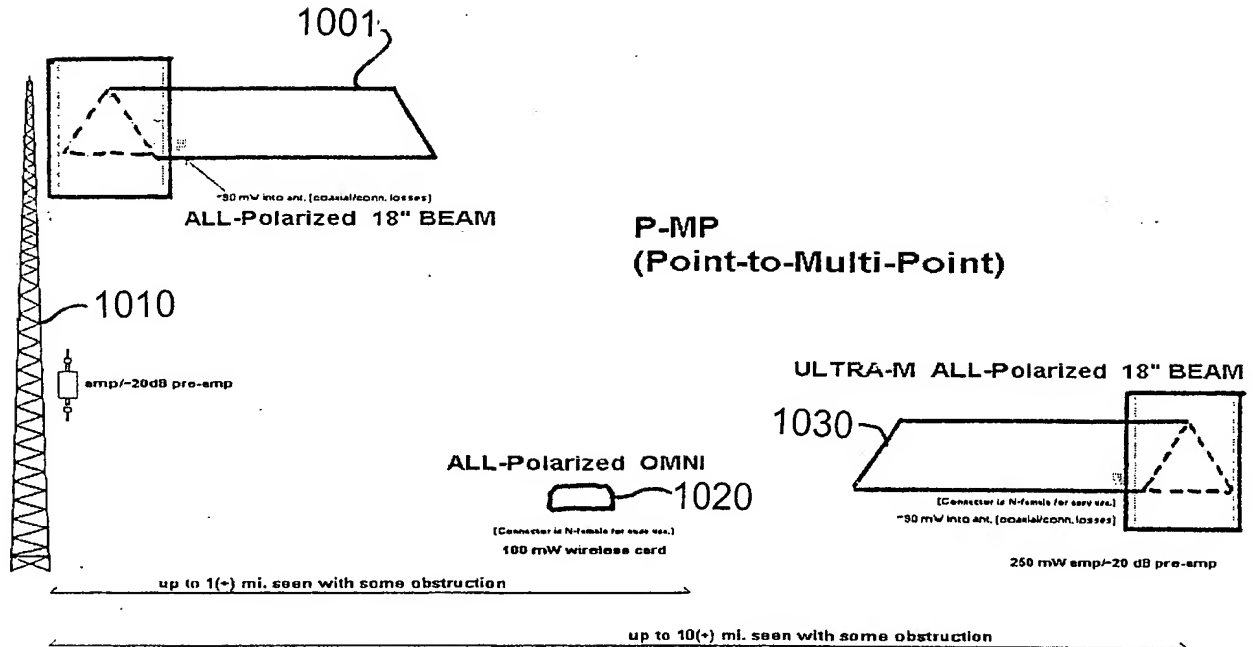 1001
~90 mW into ant. [coaxial/conn. losses]
ALL-Polarized 18" BEAM
P-MP
(Point-to-Multi-Point)
1010
amp/~20dB pre-amp
ULTRA-M ALL-Polarized 18" BEAM
1030
ALL-Polarized OMNI
1020
[Connector is N-female for easy use.]
100 mW wireless card
[Connector is N-female for easy use.]
~90 mW into ant. [coaxial/conn. losses]
250 mW amp/~20 dB pre-amp
up to 1(+) mi. seen with some obstruction
up to 10(+) mi. seen with some obstruction